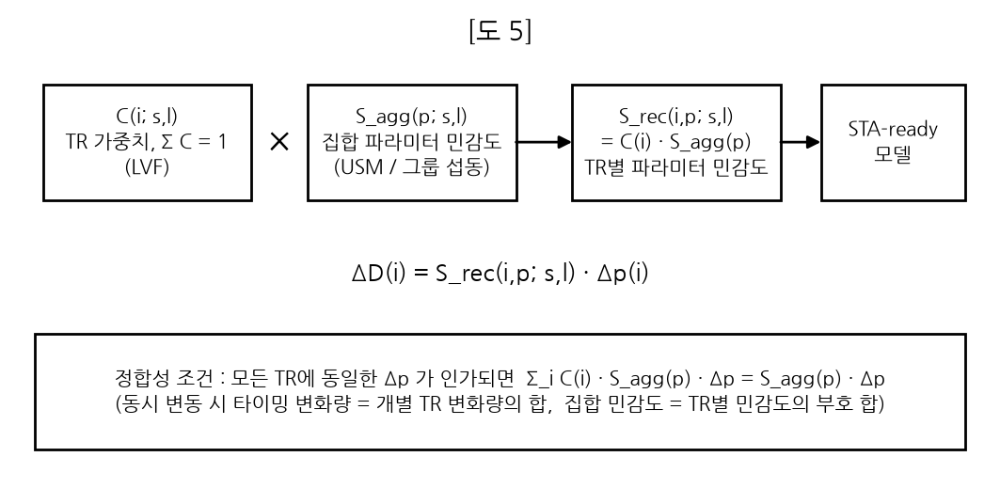 [도 5]
C(i; s,l)
TR 가중치, Σ C = 1
(LVF)
×
S_agg(p; s,l)
집합 파라미터 민감도
(USM / 그룹 섭동)
S_rec(i,p; s,l)
= C(i) · S_agg(p)
TR별 파라미터 민감도
STA-ready
모델
ΔD(i) = S_rec(i,p; s,l) · Δp(i)
정합성 조건 : 모든 TR에 동일한 Δp 가 인가되면 Σ_i C(i) · S_agg(p) · Δp = S_agg(p) · Δp
(동시 변동 시 타이밍 변화량 = 개별 TR 변화량의 합, 집합 민감도 = TR별 민감도의 부호 합)